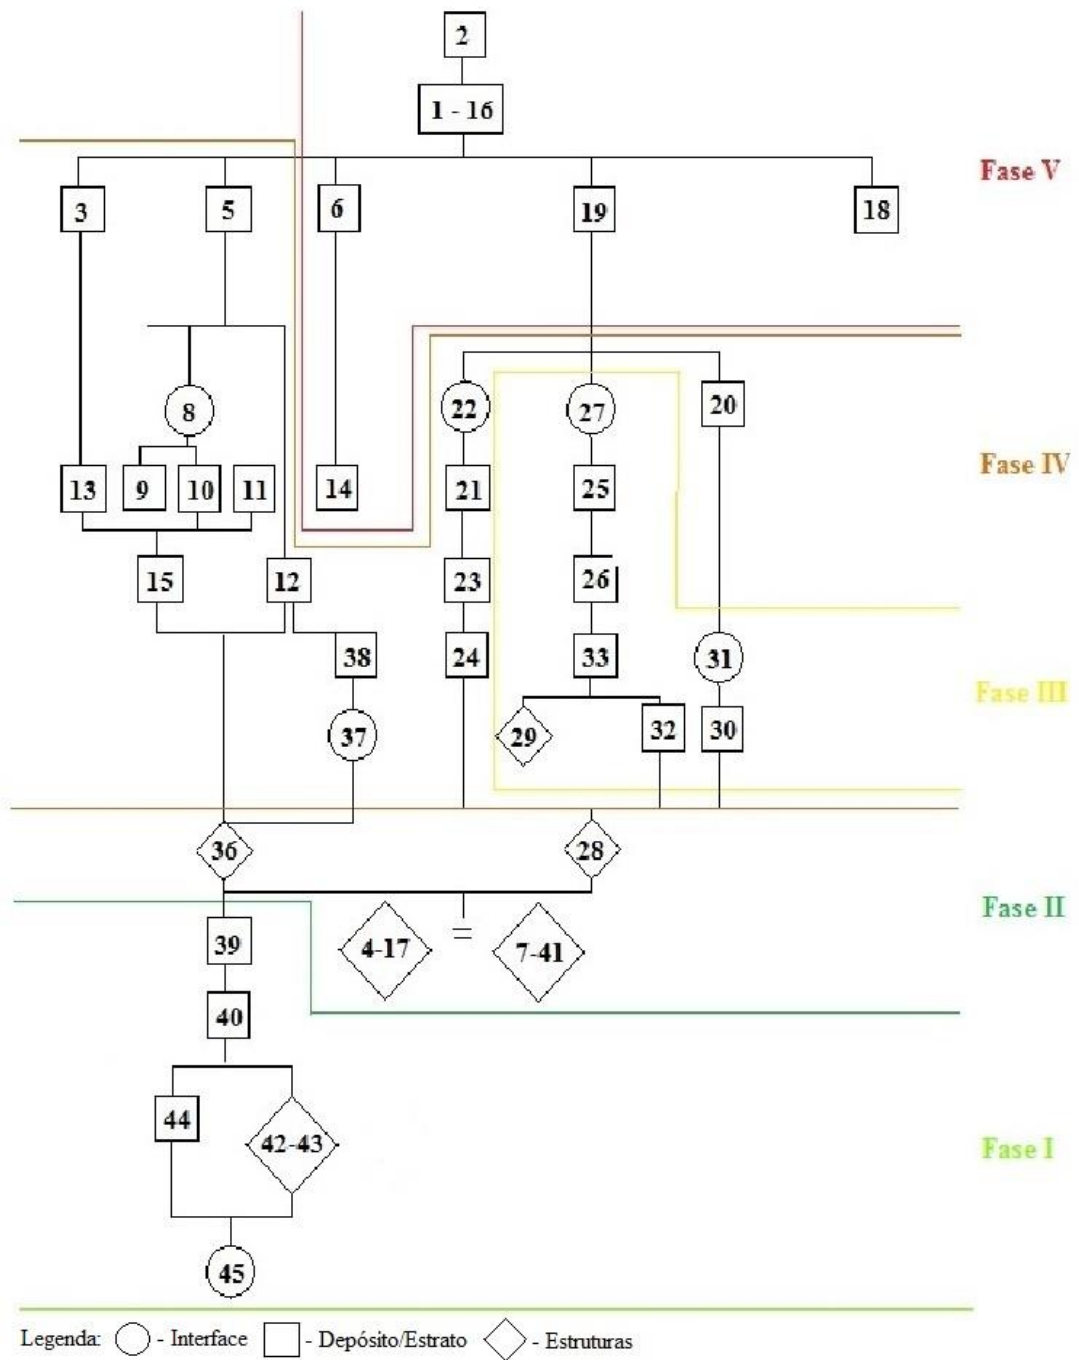 2
1 - 16
Fase V
3 5 6 19 18
8 22 27 20
Fase IV
13 9 10 11 14 21 25
15 12 23 26
38 24 33 31
Fase III
37 29 32 30
36 28
Fase II
39 4-17 = 7-41
40
44 42-43
Fase I
45
Legenda: - Interface - Depósito/Estrato - Estruturas